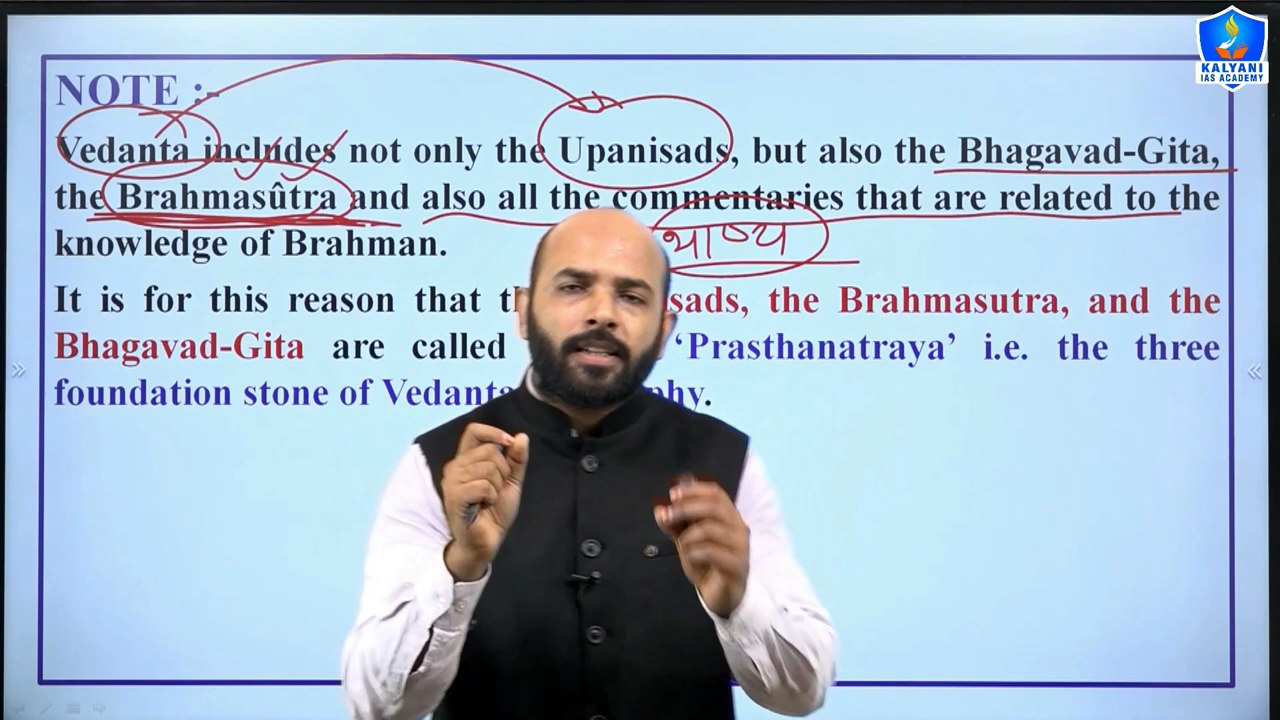 KALYANI
IAS ACADEMY
NOTE :-
Vedanta includes not only the Upanisads, but also the Bhagavad-Gita,
the Brahmasûtra and also all the commentaries that are related to the
भाष्य
knowledge of Brahman.
It is for this reason that sads, the Brahmasutra, and the
Bhagavad-Gita are called ‘Prasthanatraya’ i.e. the three
foundation stone of Vedanta phy.